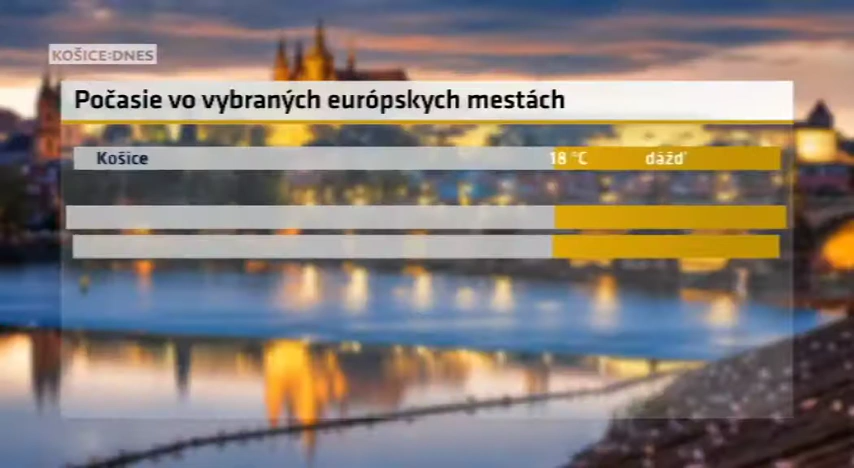 KOŠICE:DNES
Počasie vo vybraných európskych mestách
Košice 18 °C dážď